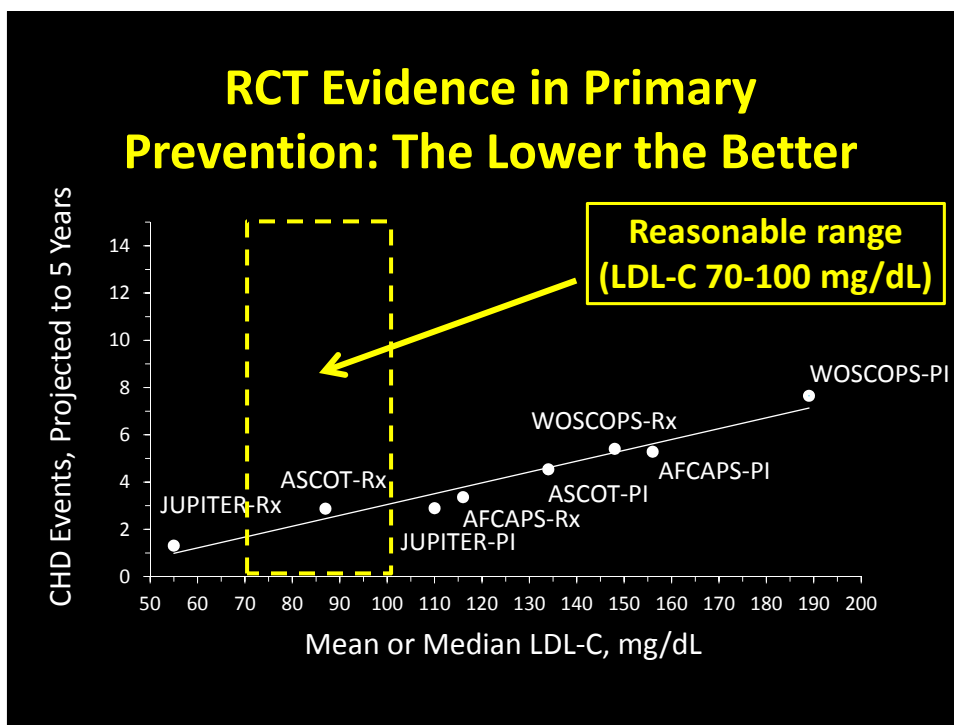 RCT Evidence in Primary
Prevention: The Lower the Better
CHD Events, Projected to 5 Years
14
12
10
8
6
4
2
0
Reasonable range
(LDL-C 70-100 mg/dL)
WOSCOPS-PI
WOSCOPS-Rx
AFCAPS-PI
ASCOT-Rx
ASCOT-PI
JUPITER-Rx
AFCAPS-Rx
JUPITER-PI
50 60 70 80 90 100 110 120 130 140 150 160 170 180 190 200
Mean or Median LDL-C, mg/dL